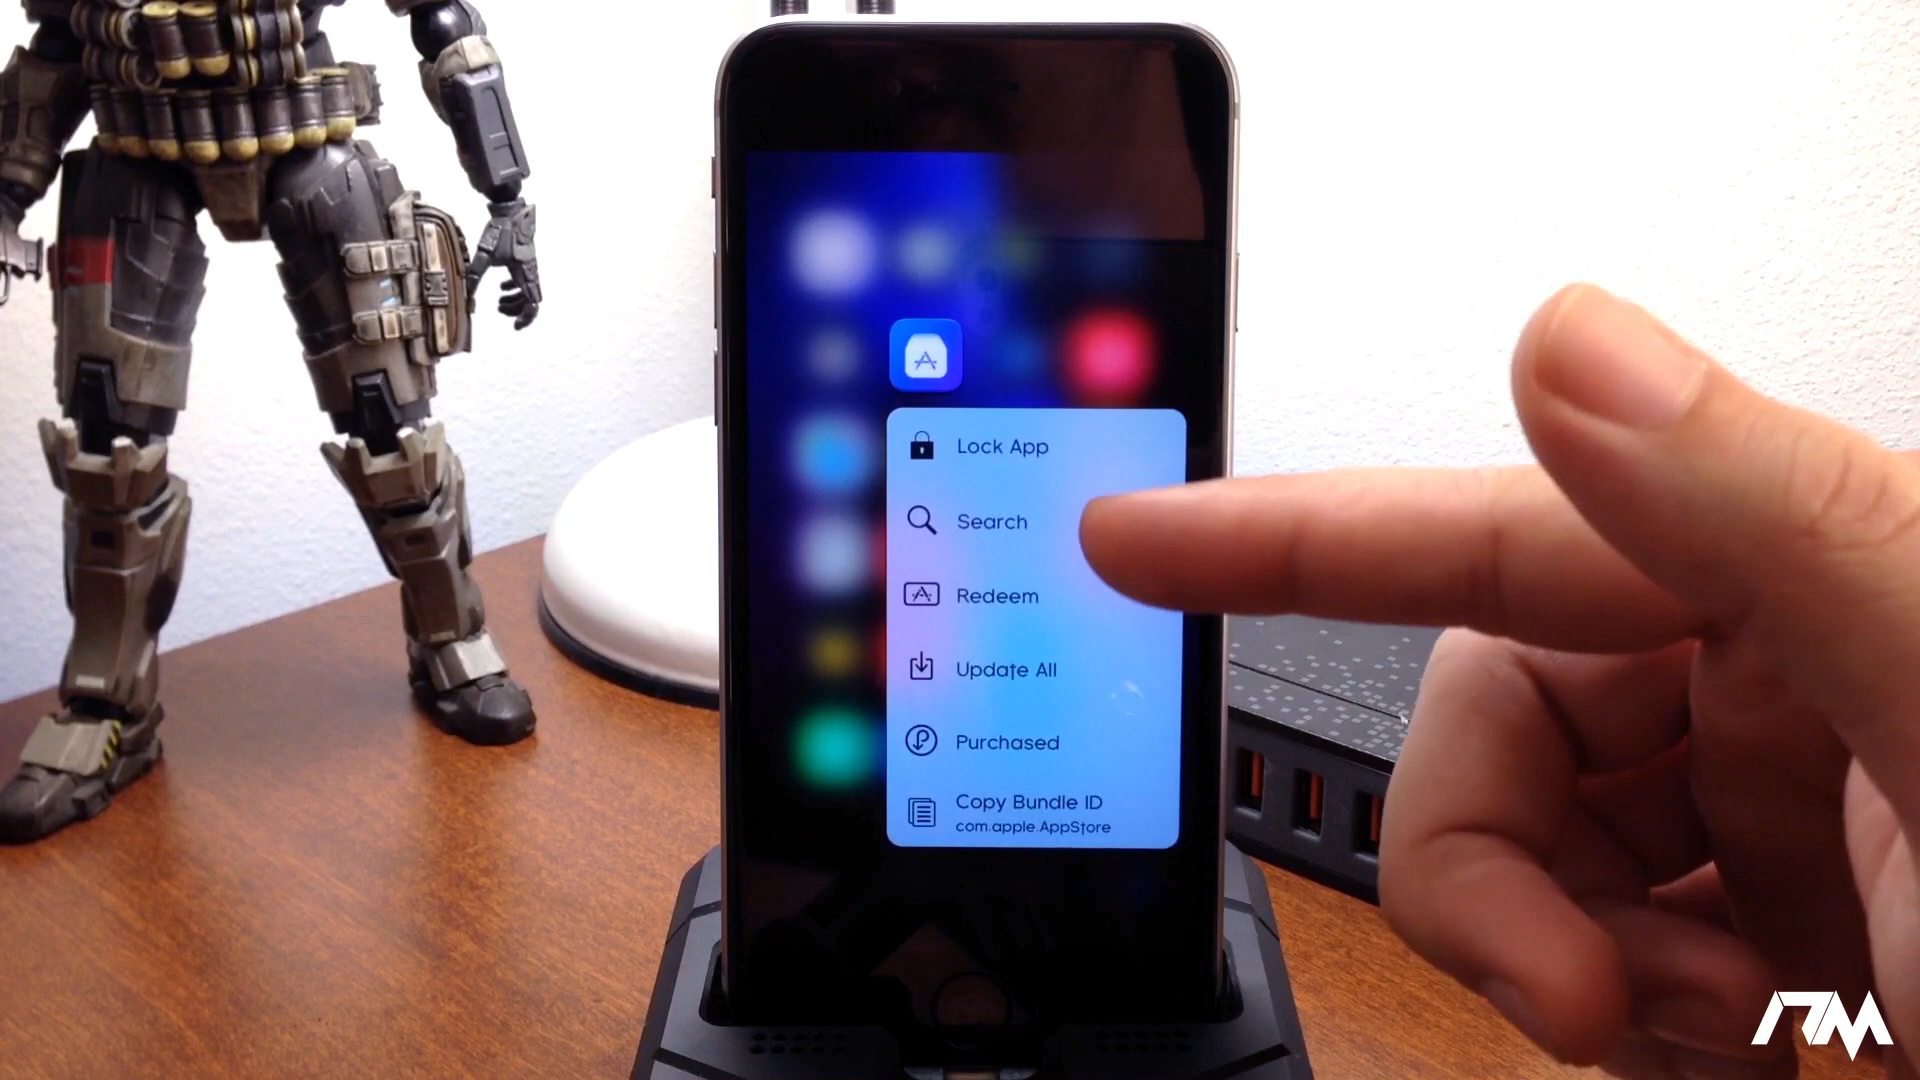 Lock App
Search
Redeem
Update All
Purchased
Copy Bundle ID
com.apple.AppStore